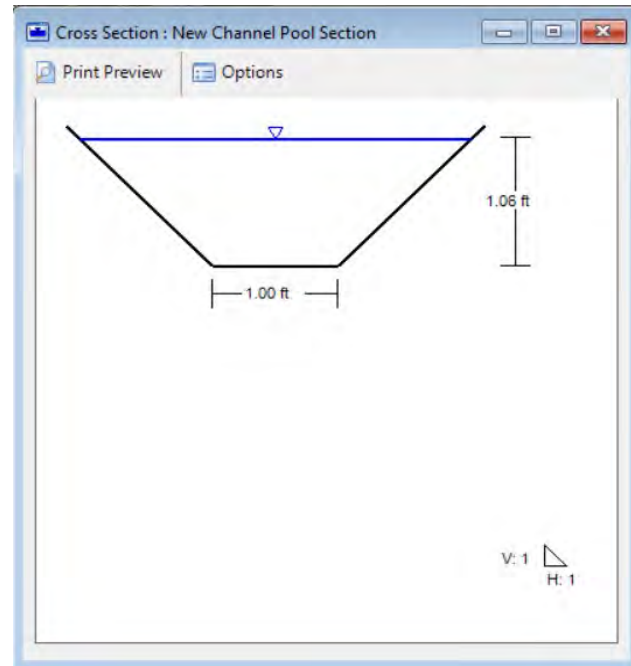 Cross Section : New Channel Pool Section
Print Preview
Options
1.06 ft
1.00 ft
V: 1
H: 1